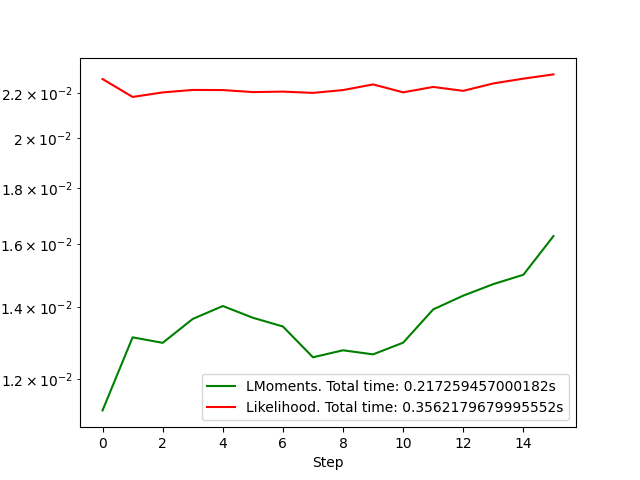 2.2 × 10⁻²
2 × 10⁻²
1.8 × 10⁻²
1.6 × 10⁻²
1.4 × 10⁻²
1.2 × 10⁻²
LMoments. Total time: 0.217259457000182s
Likelihood. Total time: 0.3562179679995552s
0 2 4 6 8 10 12 14
Step